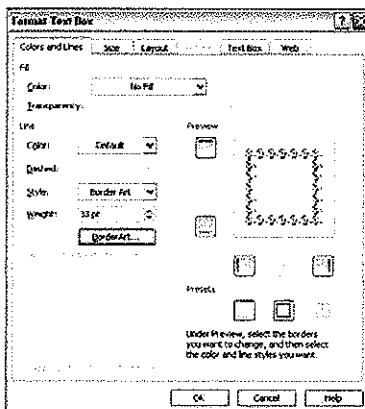 Format Text Box
Colors and Lines Size Layout Text Box Web
Fill
Color: No Fill
Transparency:
Line
Color: Default
Dashed:
Style: Border Art
Weight: 33 pt
BorderArt...
Preview
Presets
Under Preview, select the borders
you want to change, and then select
the color and line styles you want.
OK Cancel Help